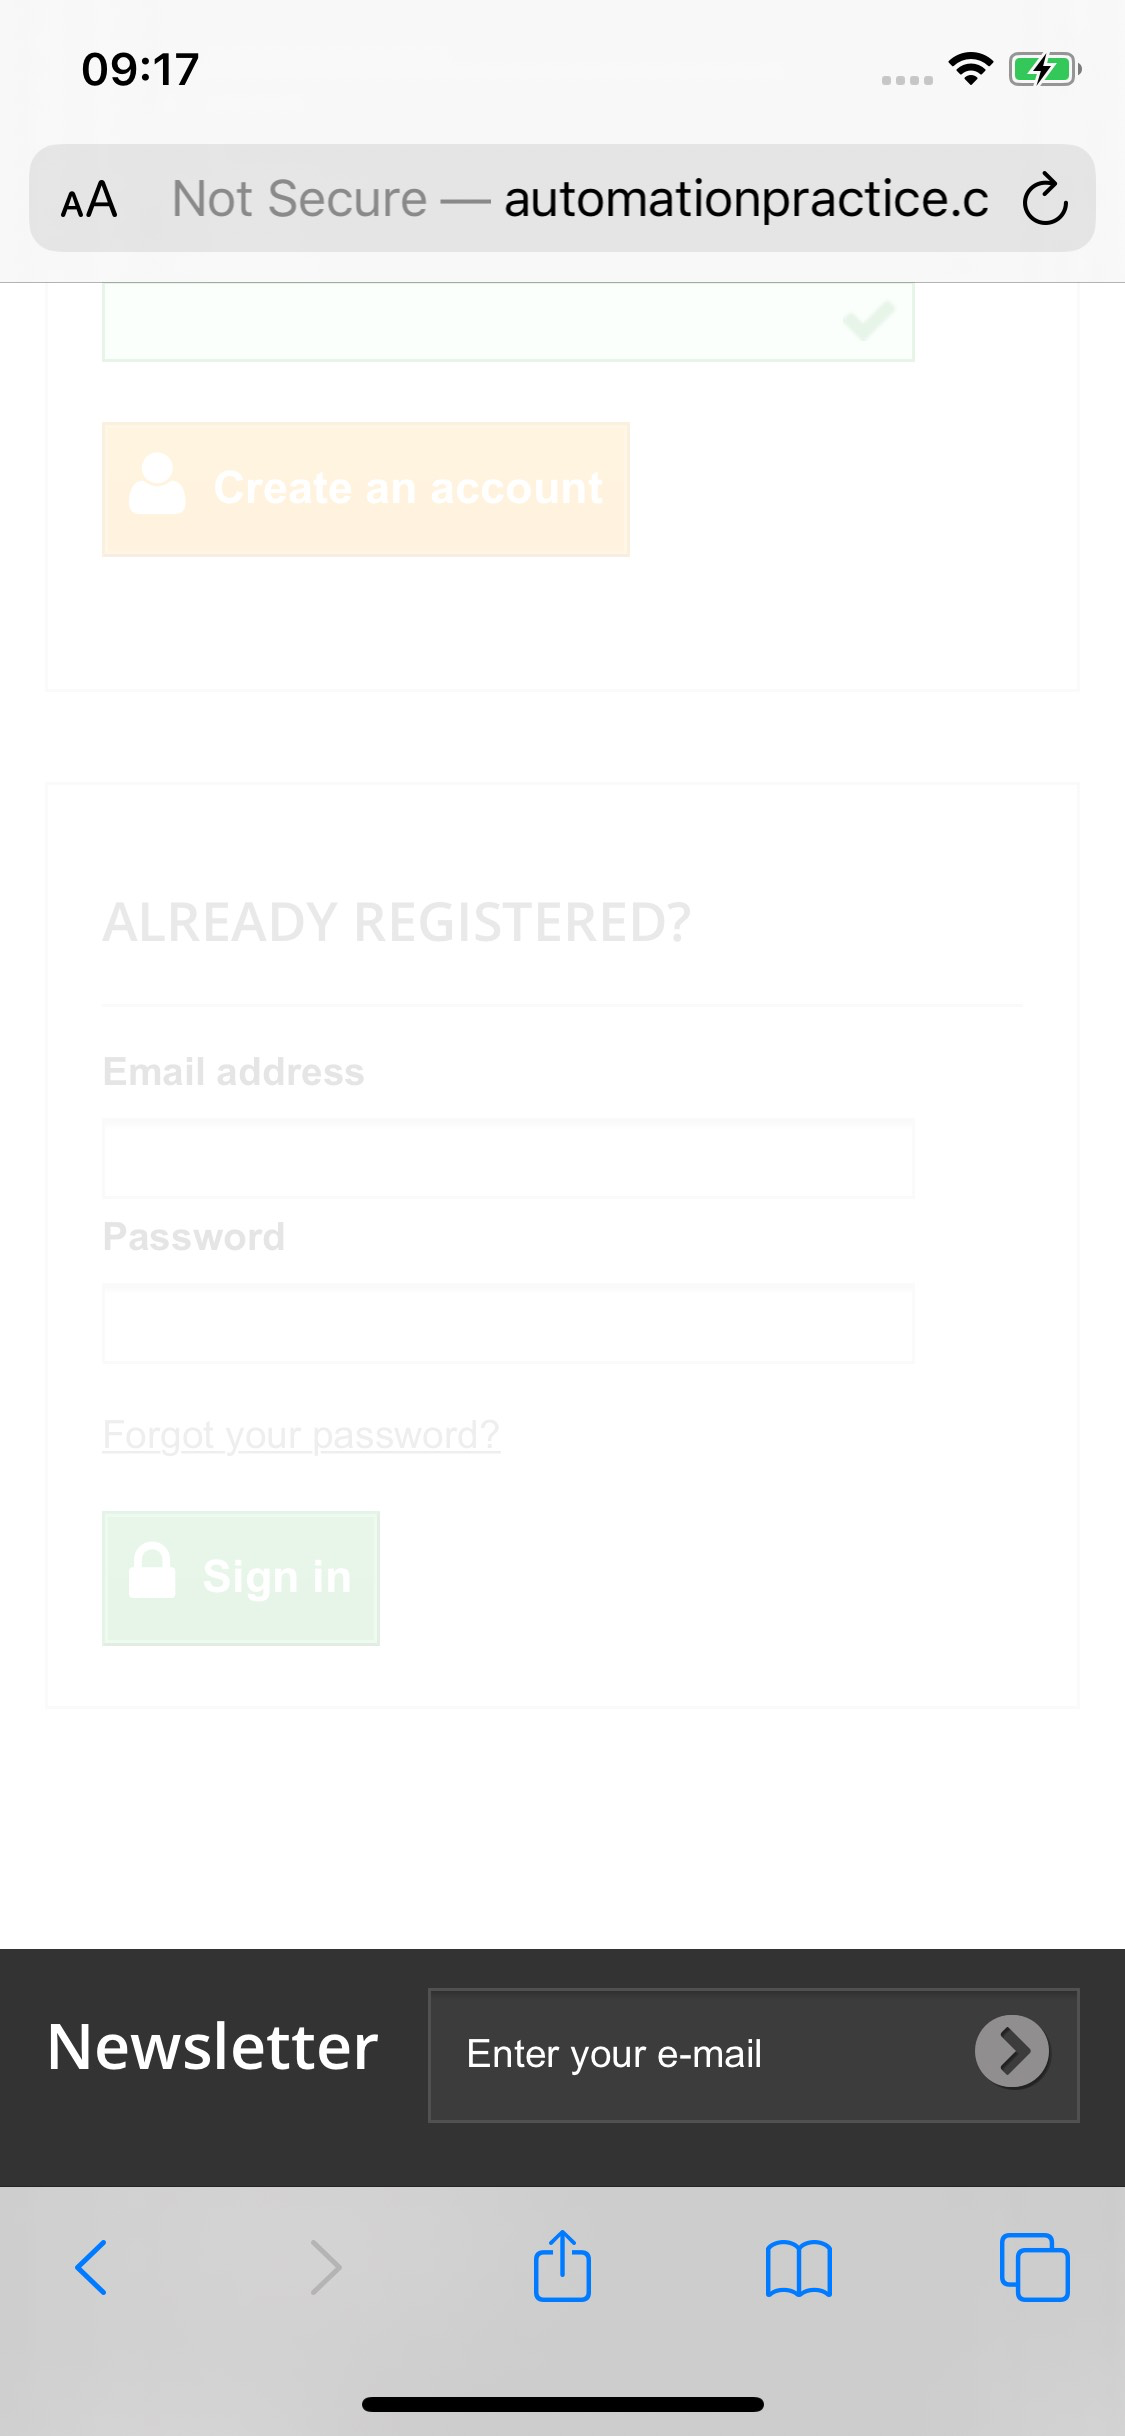 09:17
AA Not Secure — automationpractice.c
Create an account
ALREADY REGISTERED?
Email address
Password
Forgot your password?
Sign in
Newsletter
Enter your e-mail